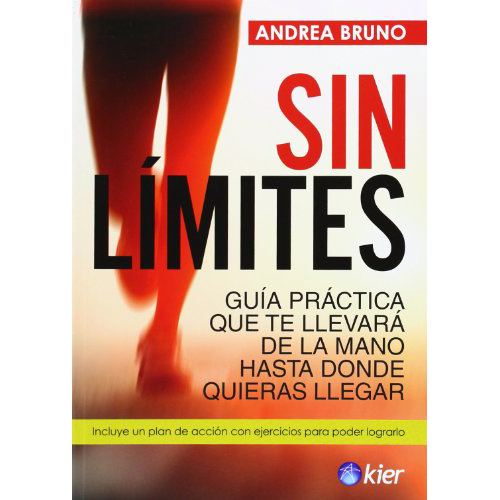 ANDREA BRUNO
SIN
LÍMITES
GUÍA PRÁCTICA
QUE TE LLEVARÁ
DE LA MANO
HASTA DONDE
QUIERAS LLEGAR
Incluye un plan de acción con ejercicios para poder lograrlo
kier